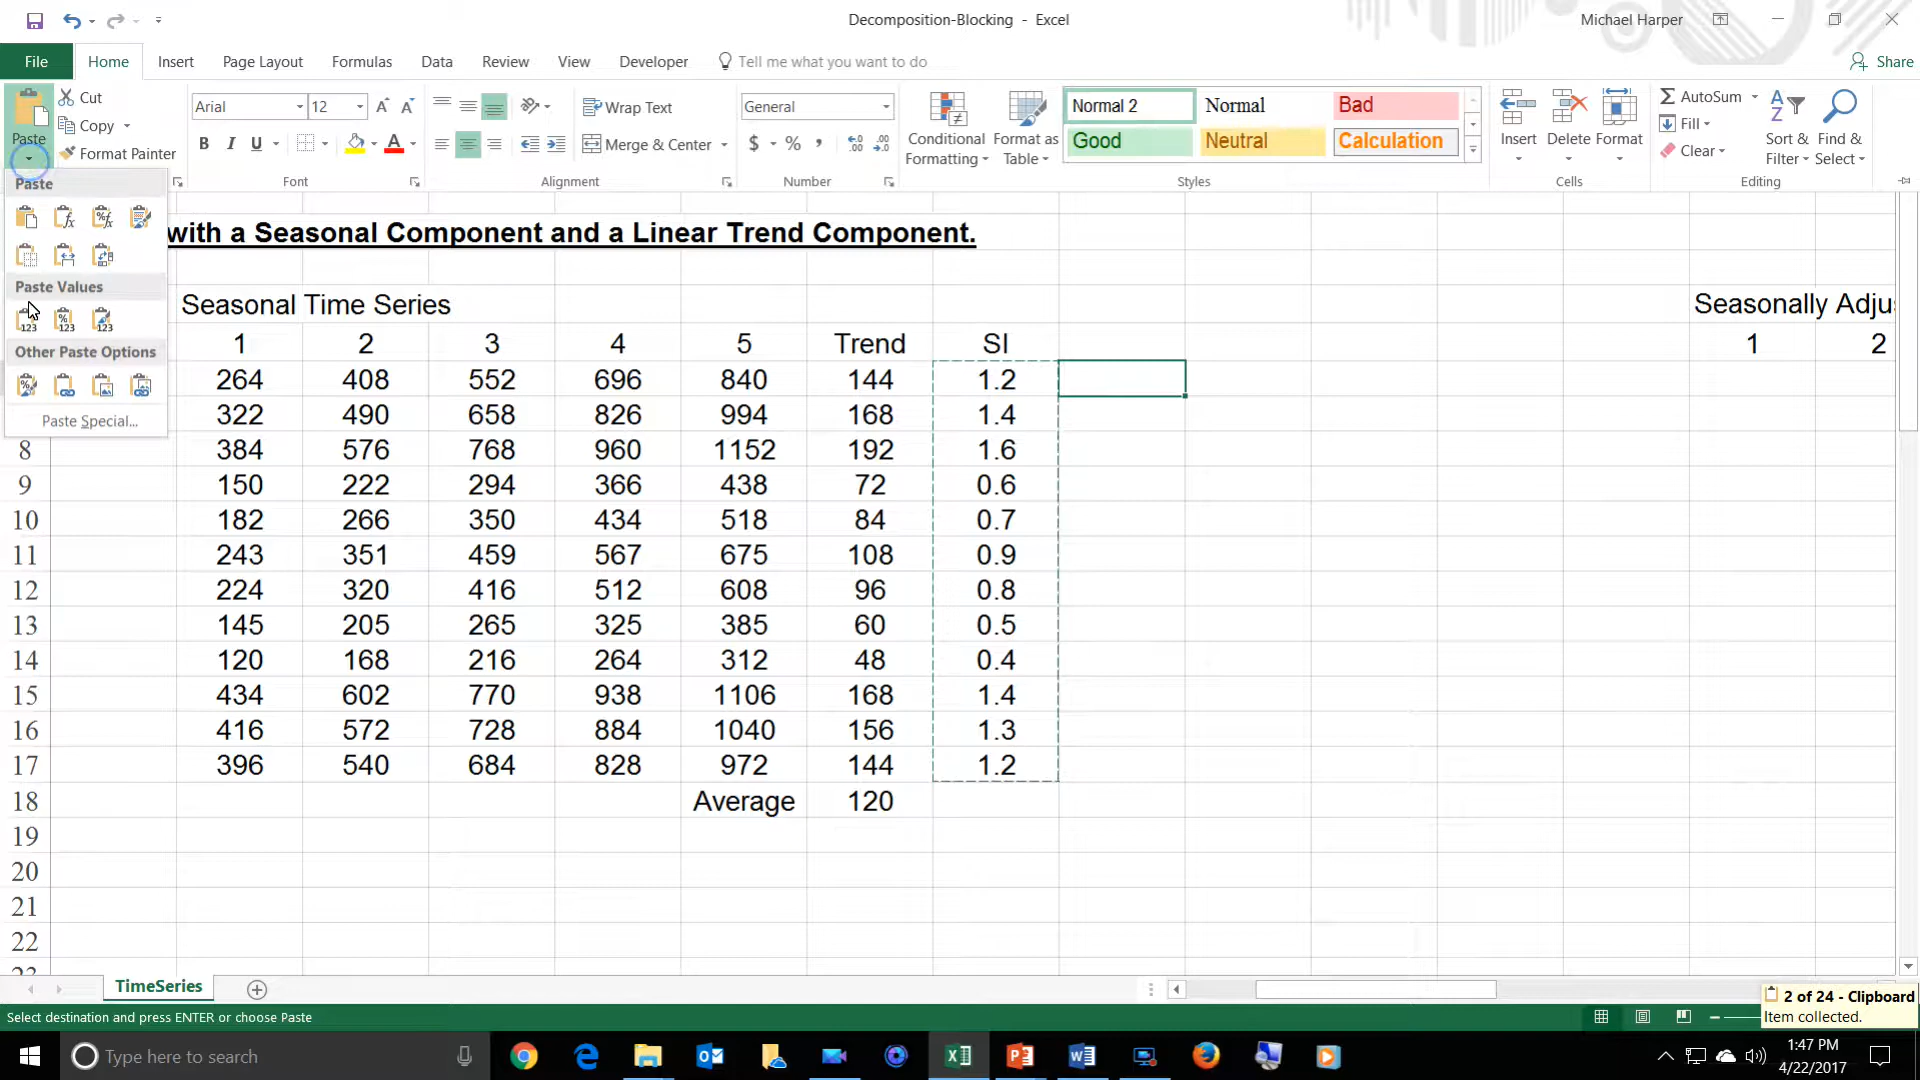 Decomposition-Blocking - Excel
Michael Harper
File Home Insert Page Layout Formulas Data Review View Developer Tell me what you want to do Share
Paste
Cut
Copy
Format Painter
Arial 12
B I U
Wrap Text
Merge & Center
General
$ % ,
Conditional Formatting
Format as Table
Normal 2 Normal Bad
Good Neutral Calculation
Insert Delete Format
AutoSum
Fill
Clear
Sort & Filter
Find & Select
Font Alignment Number Styles Cells Editing
Paste
Paste Values
Other Paste Options
Paste Special...
with a Seasonal Component and a Linear Trend Component.
Seasonal Time Series Seasonally Adju
1 2 3 4 5 Trend SI 1 2
264 408 552 696 840 144 1.2
322 490 658 826 994 168 1.4
8 384 576 768 960 1152 192 1.6
9 150 222 294 366 438 72 0.6
10 182 266 350 434 518 84 0.7
11 243 351 459 567 675 108 0.9
12 224 320 416 512 608 96 0.8
13 145 205 265 325 385 60 0.5
14 120 168 216 264 312 48 0.4
15 434 602 770 938 1106 168 1.4
16 416 572 728 884 1040 156 1.3
17 396 540 684 828 972 144 1.2
18 Average 120
19
20
21
22
23
TimeSeries
2 of 24 - Clipboard
Item collected.
Select destination and press ENTER or choose Paste
Type here to search
1:47 PM
4/22/2017